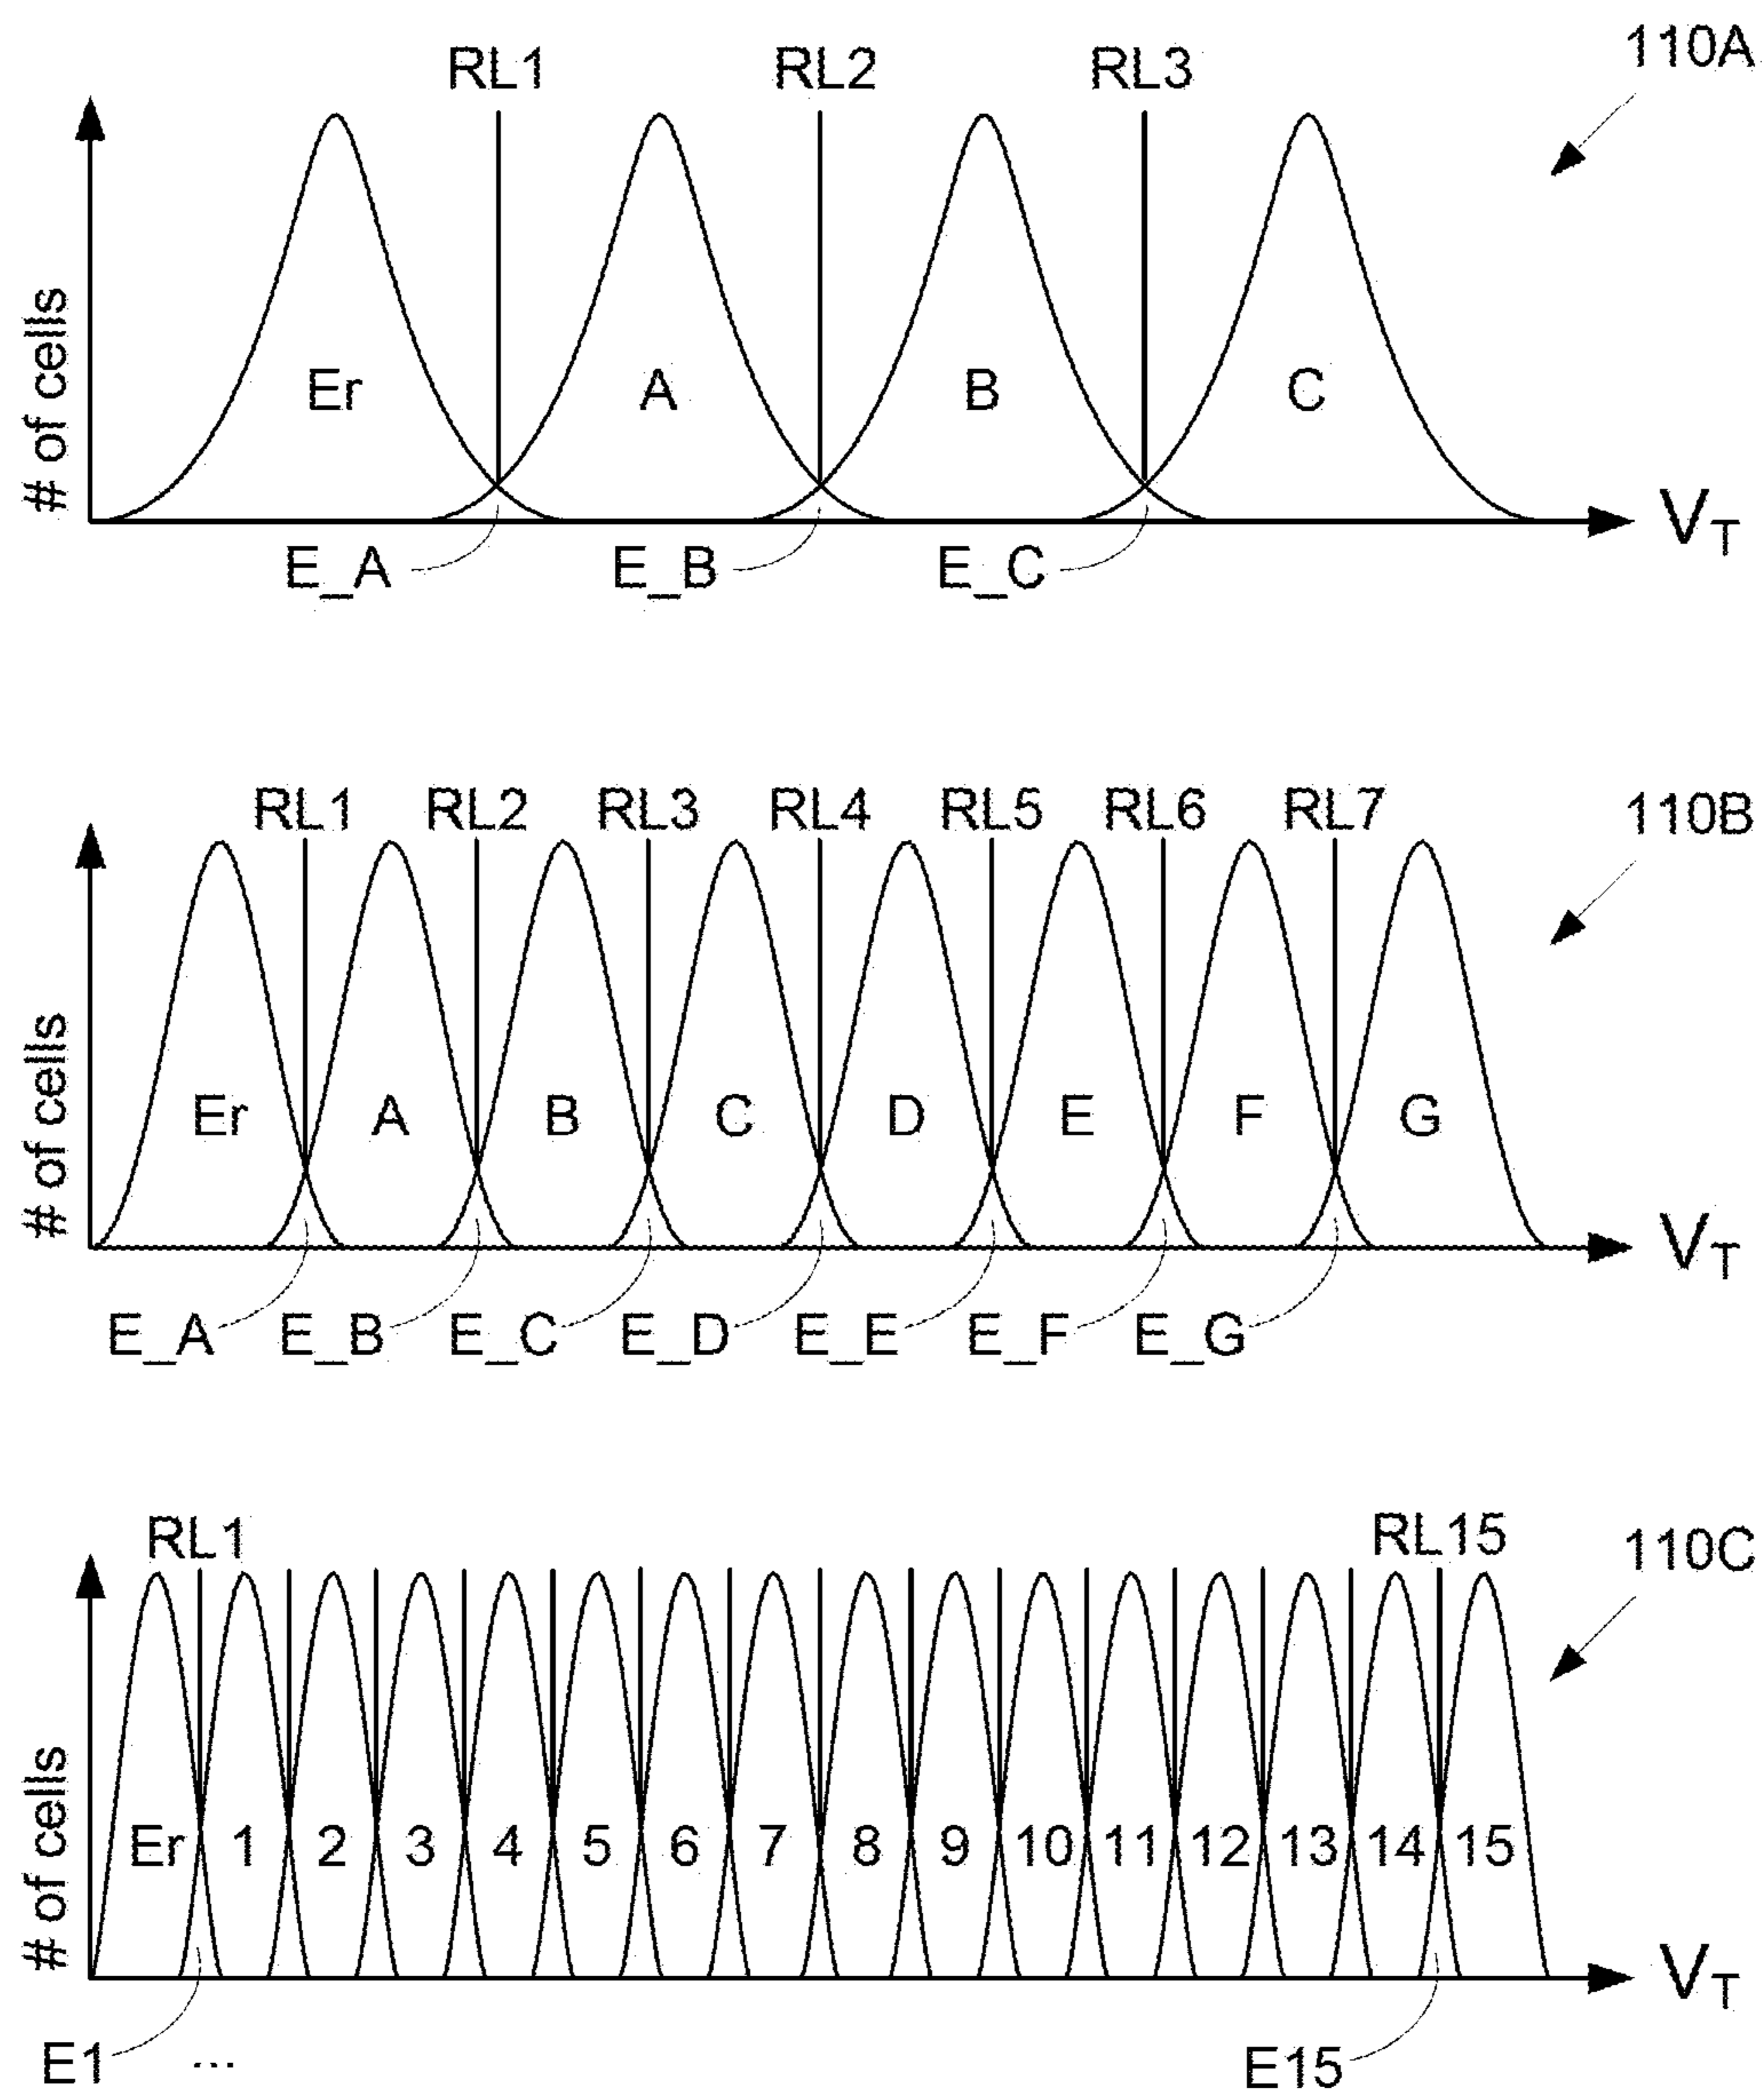 110A
RL1 RL2 RL3
# of cells
Er A B C
V_T
E_A E_B E_C
110B
RL1 RL2 RL3 RL4 RL5 RL6 RL7
# of cells
Er A B C D E F G
V_T
E_A E_B E_C E_D E_E E_F E_G
110C
RL1 RL15
# of cells
Er 1 2 3 4 5 6 7 8 9 10 11 12 13 14 15
V_T
E1 ... E15